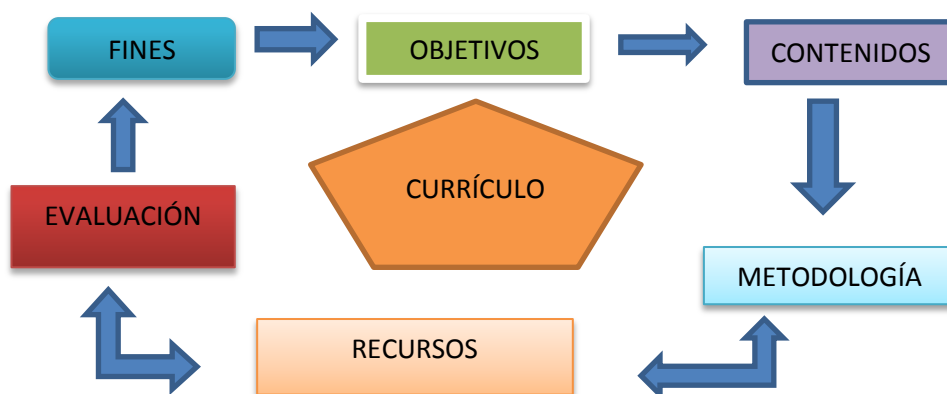 FINES
OBJETIVOS
CONTENIDOS
CURRÍCULO
EVALUACIÓN
METODOLOGÍA
RECURSOS